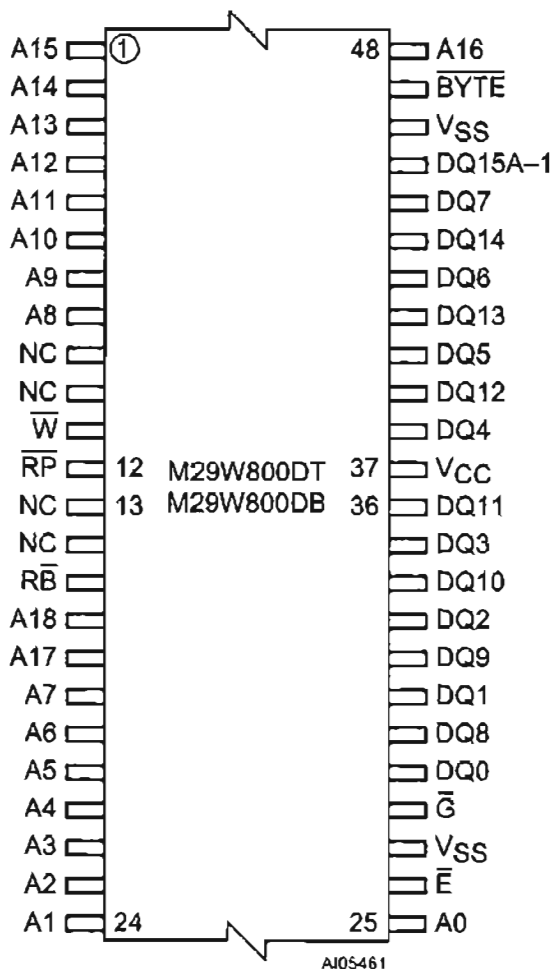 A15 ① 48 A16
A14 B̅Y̅T̅E̅
A13 VSS
A12 DQ15A–1
A11 DQ7
A10 DQ14
A9 DQ6
A8 DQ13
NC DQ5
NC DQ12
W̅ DQ4
R̅P̅ 12 M29W800DT 37 VCC
NC 13 M29W800DB 36 DQ11
NC DQ3
RB̅ DQ10
A18 DQ2
A17 DQ9
A7 DQ1
A6 DQ8
A5 DQ0
A4 G̅
A3 VSS
A2 E̅
A1 24 25 A0
AI05461